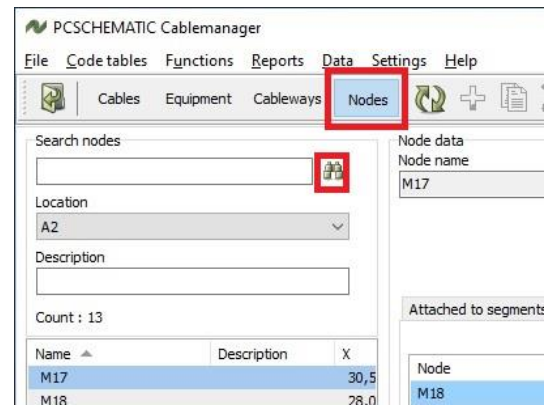 PCSCHEMATIC Cablemanager
File Code tables Functions Reports Data Settings Help
Cables Equipment Cableways Nodes
Search nodes
Location
A2
Description
Count : 13
Name Description X
M17 30,5
M18 28,0
Node data
Node name
M17
Attached to segments
Node
M18